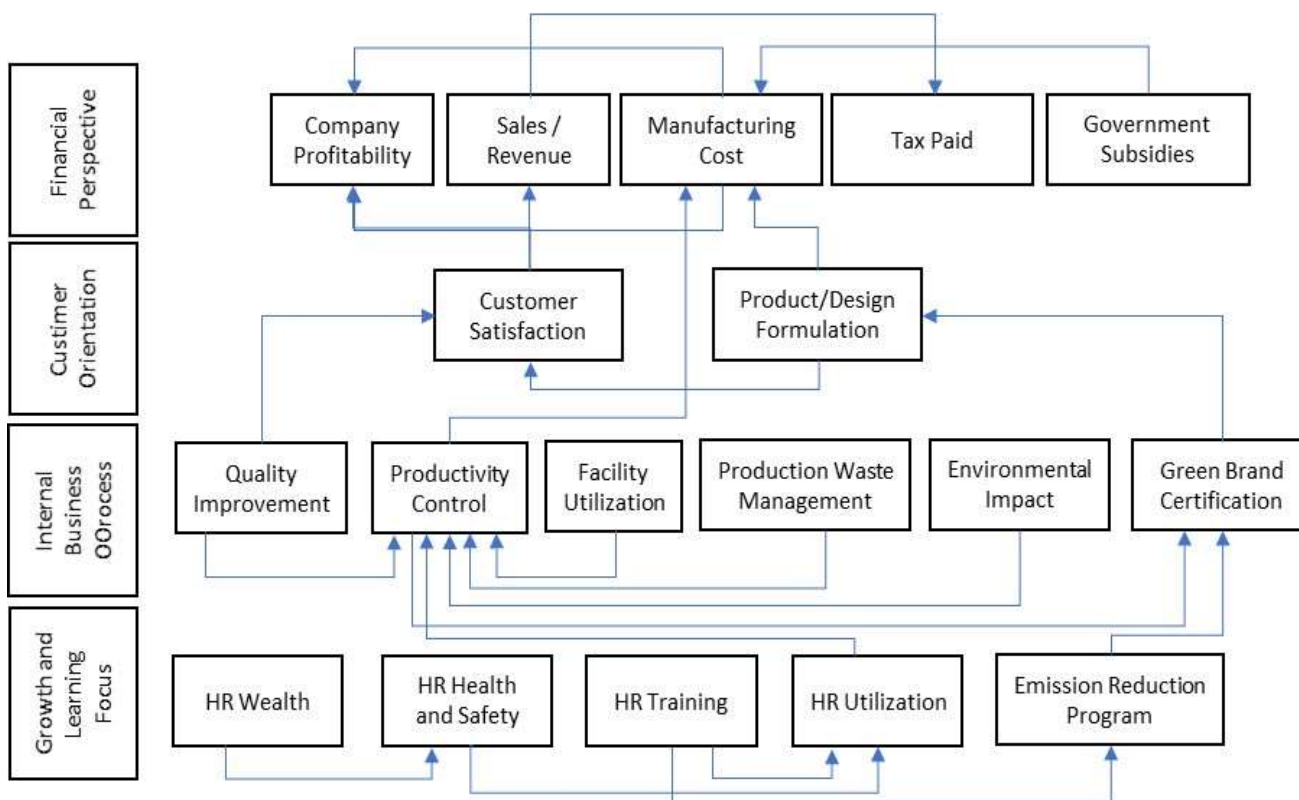 Financial
Perspective
Company
Profitability
Sales /
Revenue
Manufacturing
Cost
Tax Paid
Government
Subsidies
Custimer
Orientation
Customer
Satisfaction
Product/Design
Formulation
Internal
Business
OOrocess
Quality
Improvement
Productivity
Control
Facility
Utilization
Production Waste
Management
Environmental
Impact
Green Brand
Certification
Growth and
Learning
Focus
HR Wealth
HR Health
and Safety
HR Training
HR Utilization
Emission Reduction
Program